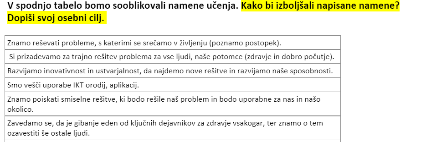 V spodnjo tabelo bomo sooblikovali namene učenja. Kako bi izboljšali napisane namene?
Dopiši svoj osebni cilj.
Znamo reševati probleme, s katerimi se srečamo v življenju (poznamo postopek).
Si prizadevamo za trajno rešitev problema za vse ljudi, naše potomce (zdravje in dobro počutje).
Razvijamo inovativnost in ustvarjalnost, da najdemo nove rešitve in razvijamo naše sposobnosti.
Smo vešči uporabe IKT orodij, aplikacij.
Znamo poiskati smiselne rešitve, ki bodo rešile naš problem in bodo uporabne za nas in našo
okolico.
Zavedamo se, da je gibanje eden od ključnih dejavnikov za zdravje vsakogar, ter znamo o tem
ozavestiti še ostale ljudi.